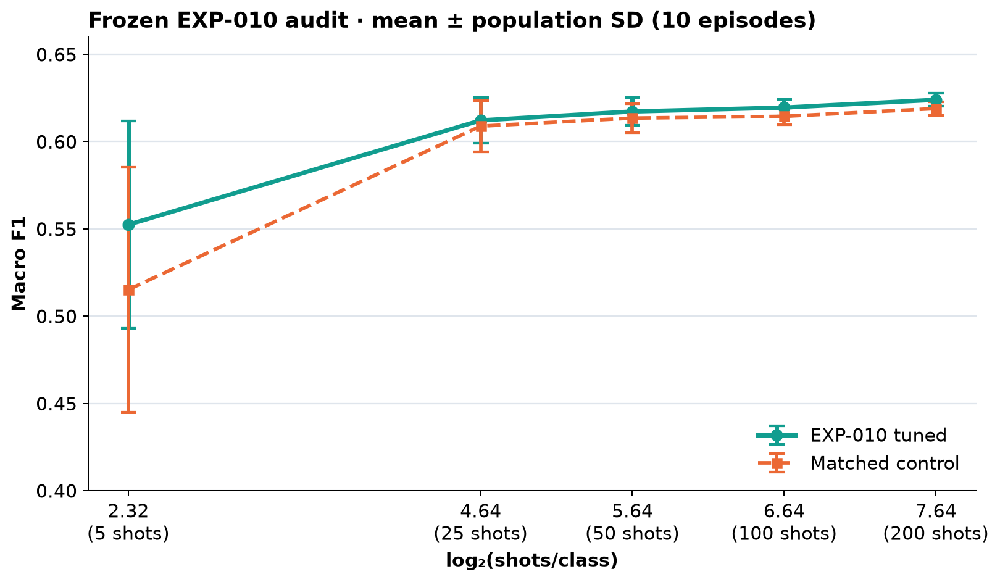 Frozen EXP-010 audit · mean ± population SD (10 episodes)
Macro F1
0.65
0.60
0.55
0.50
0.45
0.40
EXP-010 tuned
Matched control
2.32 4.64 5.64 6.64 7.64
(5 shots) (25 shots) (50 shots) (100 shots) (200 shots)
log₂(shots/class)